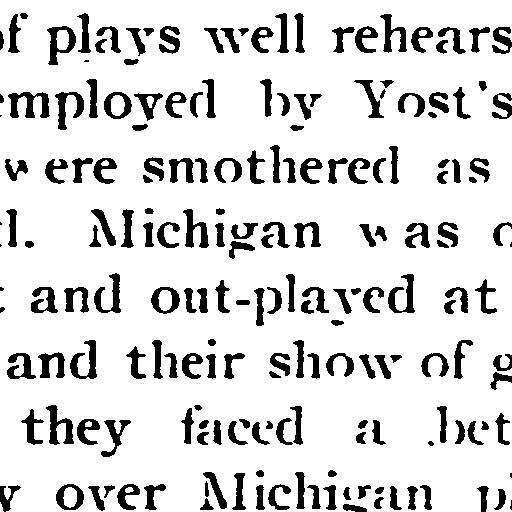 of plays well rehears
employed by Yost's
were smothered as
Michigan was
and out-played at
and their show of g
they faced a bet
over Michigan pl